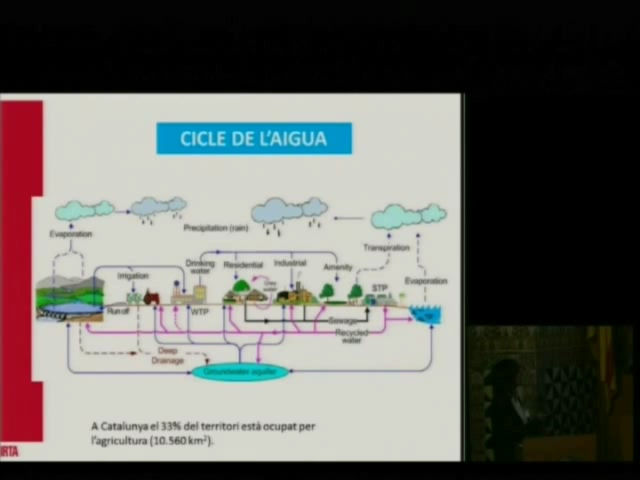 CICLE DE L'AIGUA
Precipitation (rain)
Evaporation
Transpiration
Drinking
water
Residential
Industrial
Amenity
Irrigation
Evaporation
STP
Run off
WTP
Sewage
Recycled
water
Deep
Drainage
Groundwater aquifer
A Catalunya el 33% del territori està ocupat per
l'agricultura (10.560 km²).
IRTA